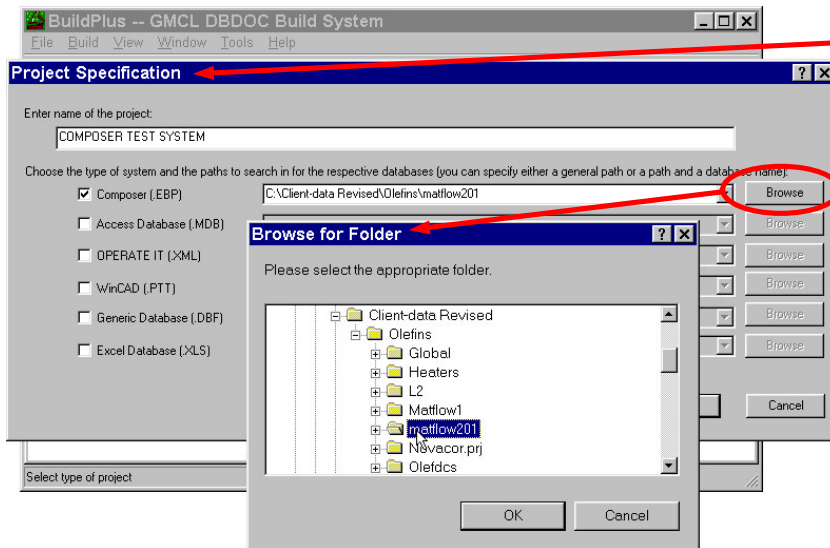 BuildPlus -- GMCL DBDOC Build System
File Build View Window Tools Help
Project Specification
Enter name of the project:
COMPOSER TEST SYSTEM
Choose the type of system and the paths to search in for the respective databases (you can specify either a general path or a path and a database name):
Composer (.EBP)
C:\Client-data Revised\Olefins\matflow201
Browse
Access Database (.MDB)
Browse
OPERATE IT (.XML)
Browse
WinCAD (.PTT)
Browse
Generic Database (.DBF)
Browse
Excel Database (.XLS)
Browse
Cancel
Browse for Folder
Please select the appropriate folder.
Client-data Revised
Olefins
Global
Heaters
L2
Matflow1
matflow201
Novacor.prj
Olefdcs
OK Cancel
Select type of project